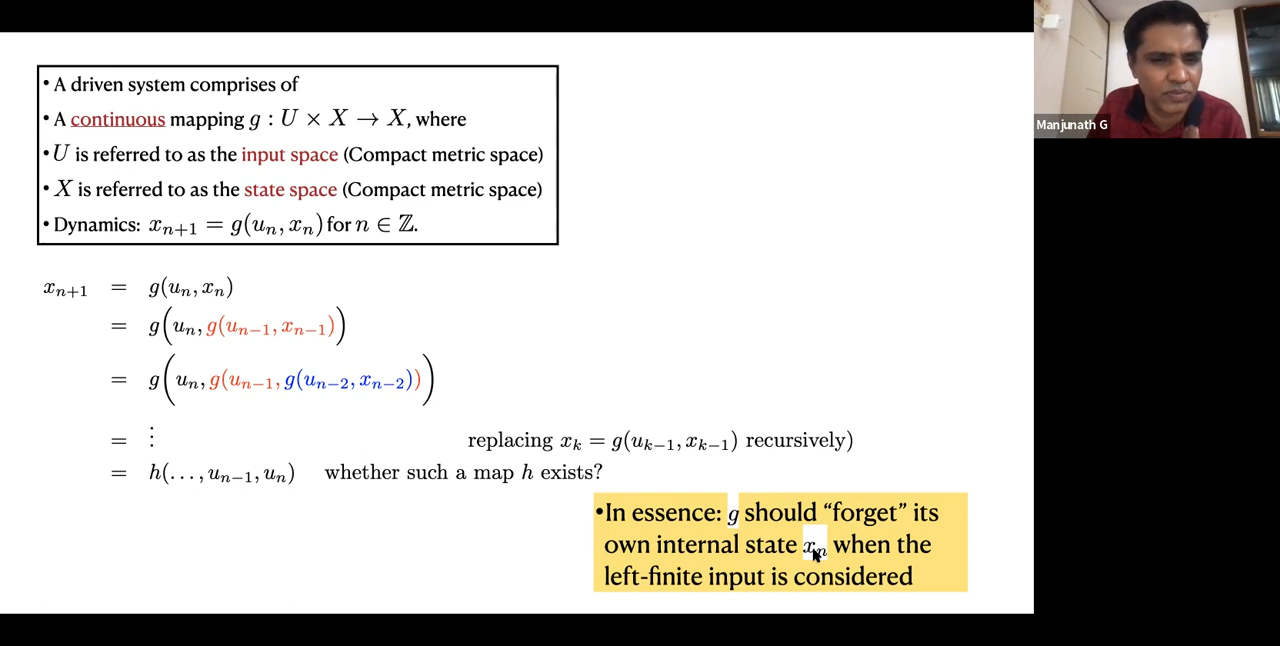 • A driven system comprises of
• A continuous mapping g : U × X → X, where
• U is referred to as the input space (Compact metric space)
• X is referred to as the state space (Compact metric space)
• Dynamics: xₙ₊₁ = g(uₙ, xₙ) for n ∈ ℤ.
xₙ₊₁ = g(uₙ, xₙ)
= g(uₙ, g(uₙ₋₁, xₙ₋₁))
= g(uₙ, g(uₙ₋₁, g(uₙ₋₂, xₙ₋₂)))
= ⋮ replacing xₖ = g(uₖ₋₁, xₖ₋₁) recursively)
= h(…, uₙ₋₁, uₙ) whether such a map h exists?
• In essence: g should “forget” its
own internal state xₙ when the
left-finite input is considered
Manjunath G